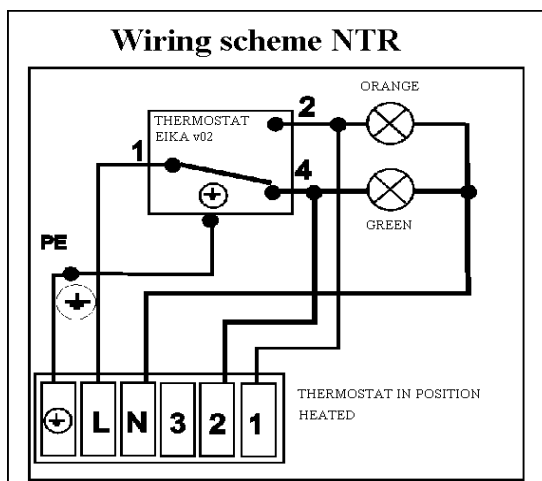 Wiring scheme NTR
ORANGE
THERMOSTAT
EIKA v02
2
1
4
GREEN
PE
L N 3 2 1
THERMOSTAT IN POSITION
HEATED